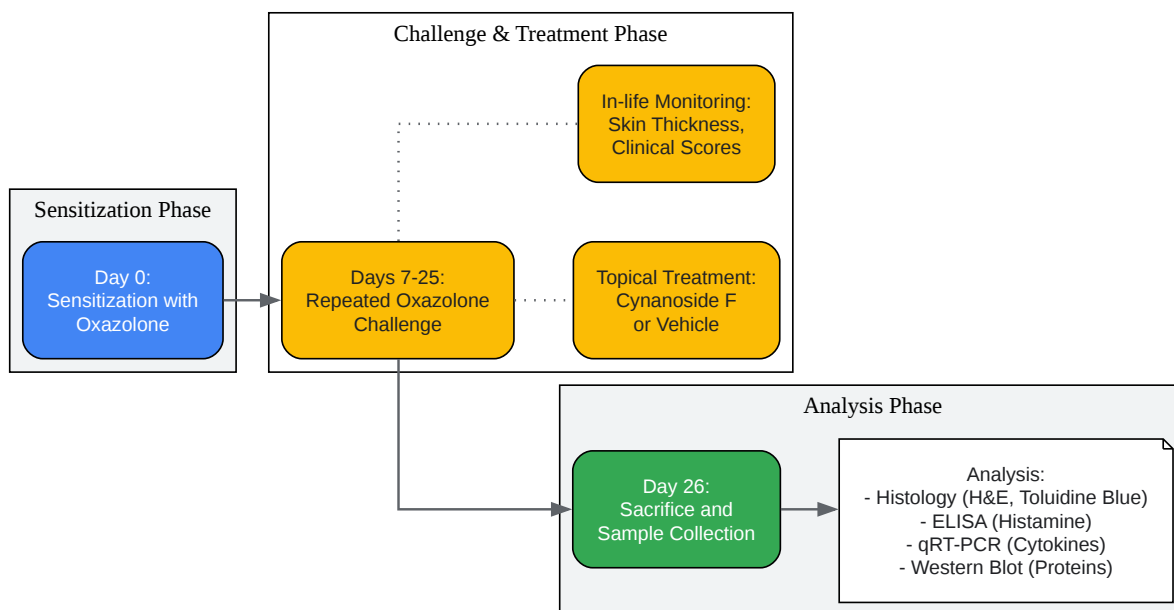 Challenge & Treatment Phase
In-life Monitoring:
Skin Thickness,
Clinical Scores
Sensitization Phase
Day 0:
Sensitization with
Oxazolone
Days 7-25:
Repeated Oxazolone
Challenge
Topical Treatment:
Cynanoside F
or Vehicle
Analysis Phase
Day 26:
Sacrifice and
Sample Collection
Analysis:
- Histology (H&E, Toluidine Blue)
- ELISA (Histamine)
- qRT-PCR (Cytokines)
- Western Blot (Proteins)